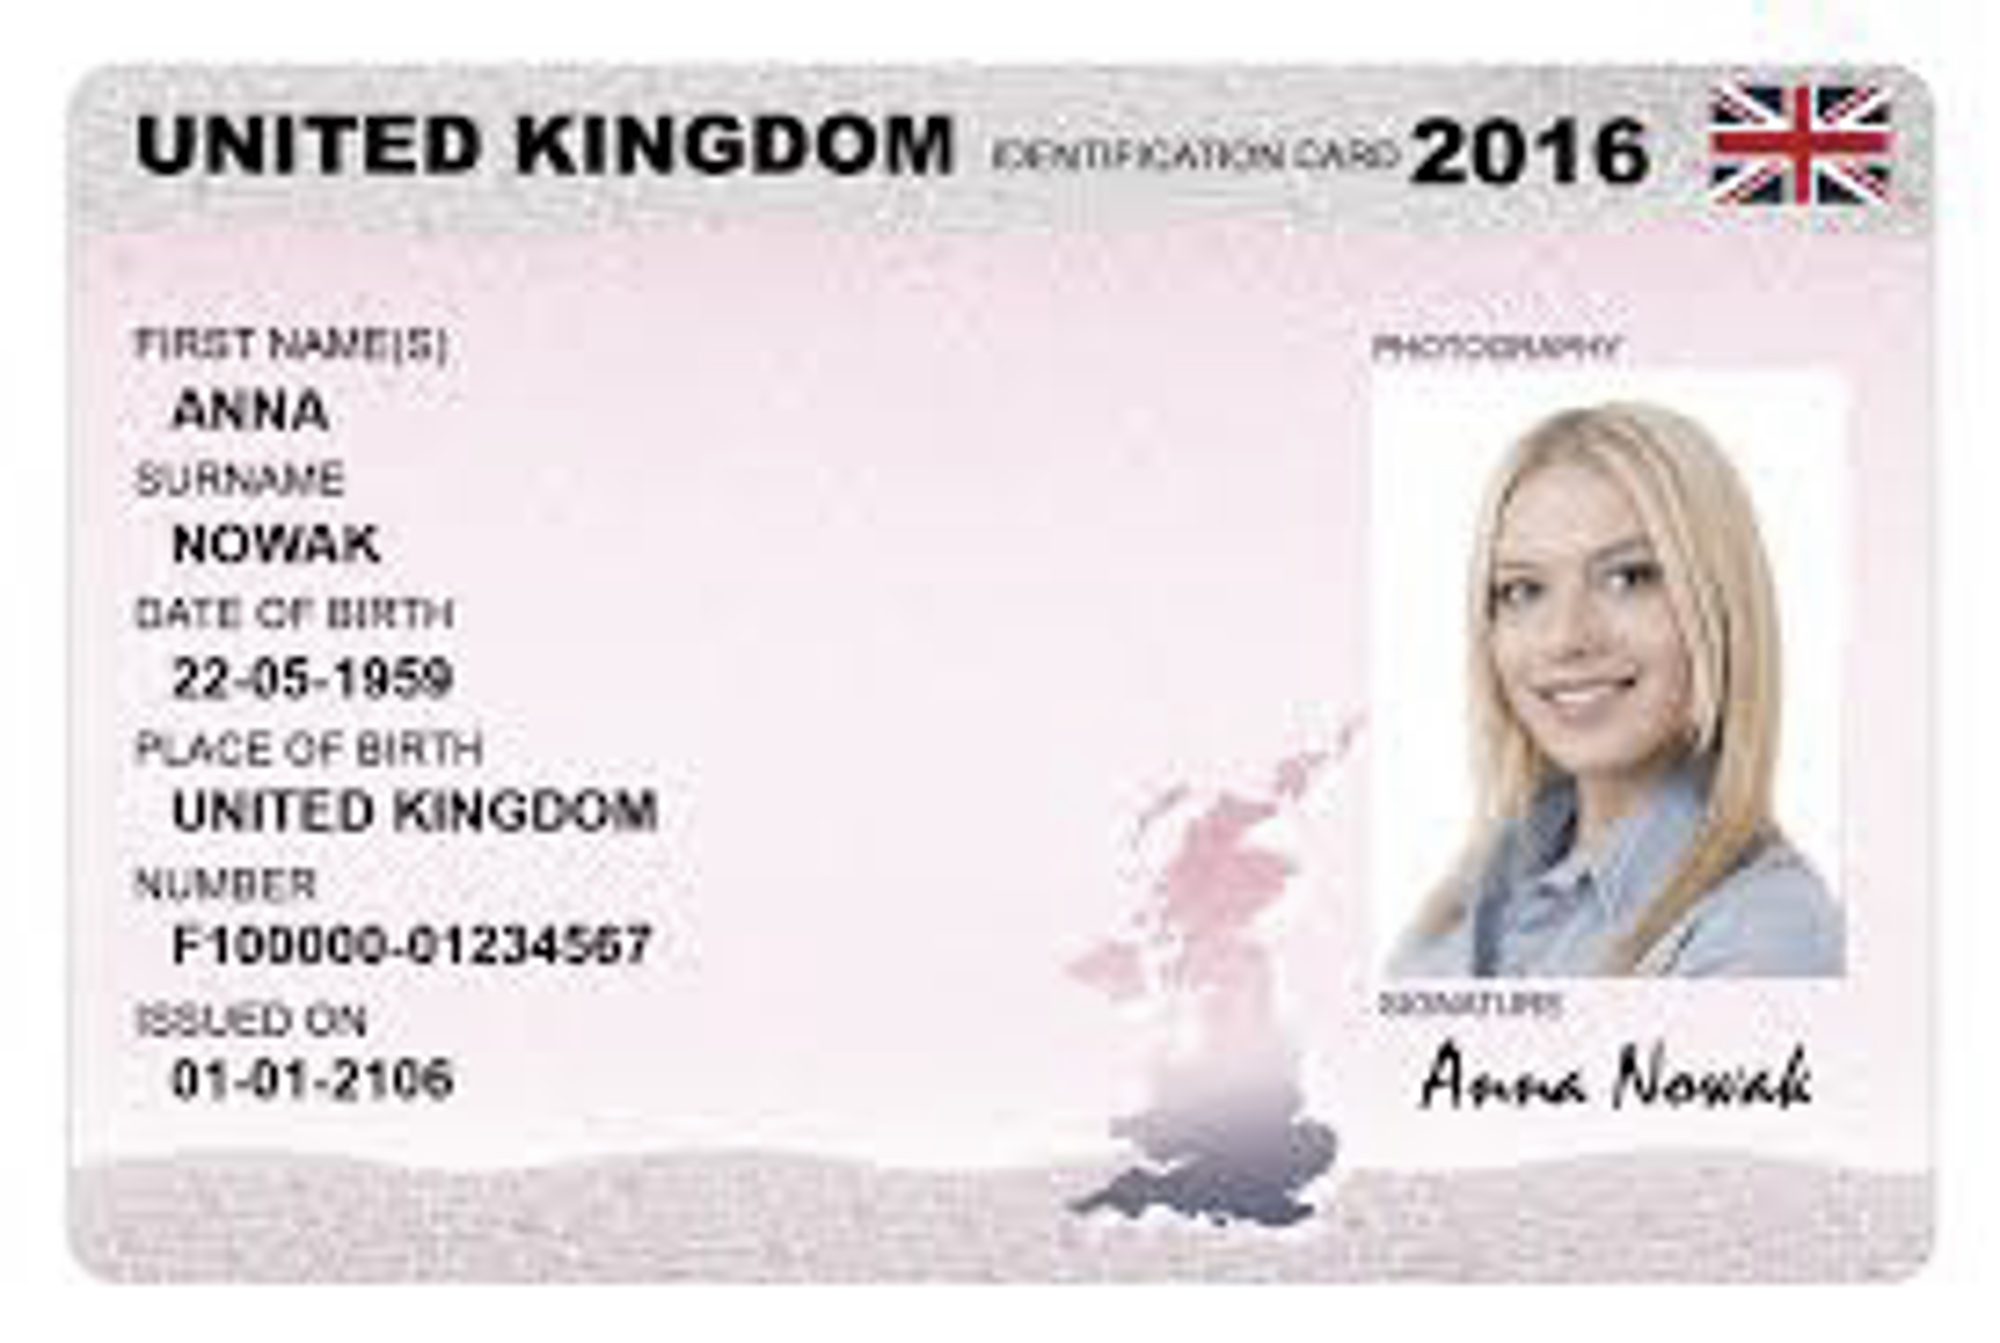 UNITED KINGDOM IDENTIFICATION CARD 2016
FIRST NAME(S)
ANNA
SURNAME
NOWAK
DATE OF BIRTH
22-05-1959
PLACE OF BIRTH
UNITED KINGDOM
NUMBER
F100000-01234567
ISSUED ON
01-01-2106
PHOTOGRAPHY
SIGNATURE
Anna Nowak